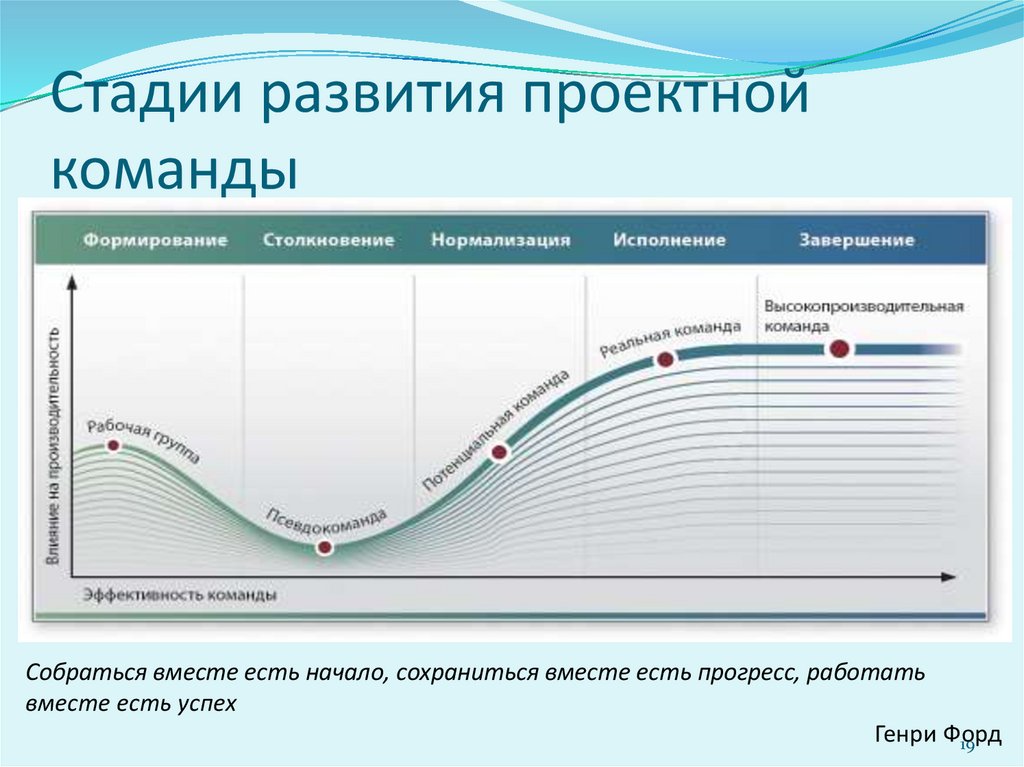 Стадии развития проектной
команды
Формирование
Столкновение
Нормализация
Исполнение
Завершение
Влияние на производительность
Рабочая группа
Псевдокоманда
Потенциальная команда
Реальная команда
Высокопроизводительная
команда
Эффективность команды
Собраться вместе есть начало, сохраниться вместе есть прогресс, работать
вместе есть успех
Генри Форд
19